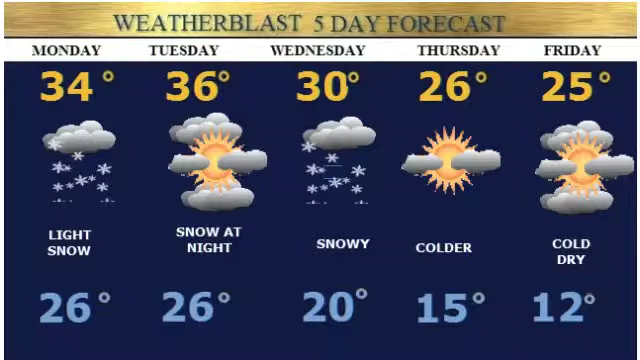 WEATHERBLAST 5 DAY FORECAST
MONDAY TUESDAY WEDNESDAY THURSDAY FRIDAY
34° 36° 30° 26° 25°
LIGHT SNOW AT SNOWY COLDER COLD
SNOW NIGHT DRY
26° 26° 20° 15° 12°